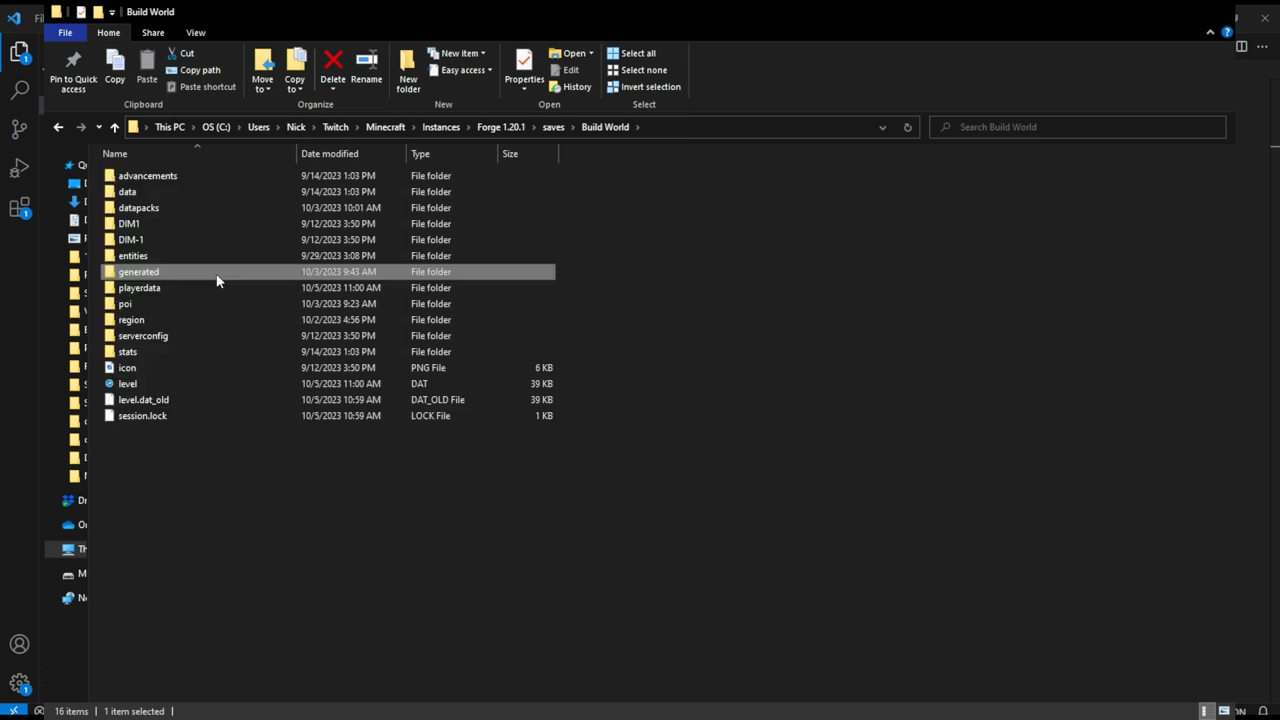 Build World
File Home Share View
Pin to Quick access
Copy
Paste
Cut
Copy path
Paste shortcut
Clipboard
Move to
Copy to
Delete
Rename
Organize
New folder
New item
Easy access
New
Properties
Open
Edit
History
Open
Select all
Select none
Invert selection
Select
This PC > OS (C:) > Users > Nick > Twitch > Minecraft > Instances > Forge 1.20.1 > saves > Build World >
Search Build World
Name Date modified Type Size
advancements 9/14/2023 1:03 PM File folder
data 9/14/2023 1:03 PM File folder
datapacks 10/3/2023 10:01 AM File folder
DIM1 9/12/2023 3:50 PM File folder
DIM-1 9/12/2023 3:50 PM File folder
entities 9/29/2023 3:08 PM File folder
generated 10/3/2023 9:43 AM File folder
playerdata 10/5/2023 11:00 AM File folder
poi 10/3/2023 9:23 AM File folder
region 10/2/2023 4:56 PM File folder
serverconfig 9/12/2023 3:50 PM File folder
stats 9/14/2023 1:03 PM File folder
icon 9/12/2023 3:50 PM PNG File 6 KB
level 10/5/2023 11:00 AM DAT 39 KB
level.dat_old 10/5/2023 10:59 AM DAT_OLD File 39 KB
session.lock 10/5/2023 10:59 AM LOCK File 1 KB
16 items 1 item selected